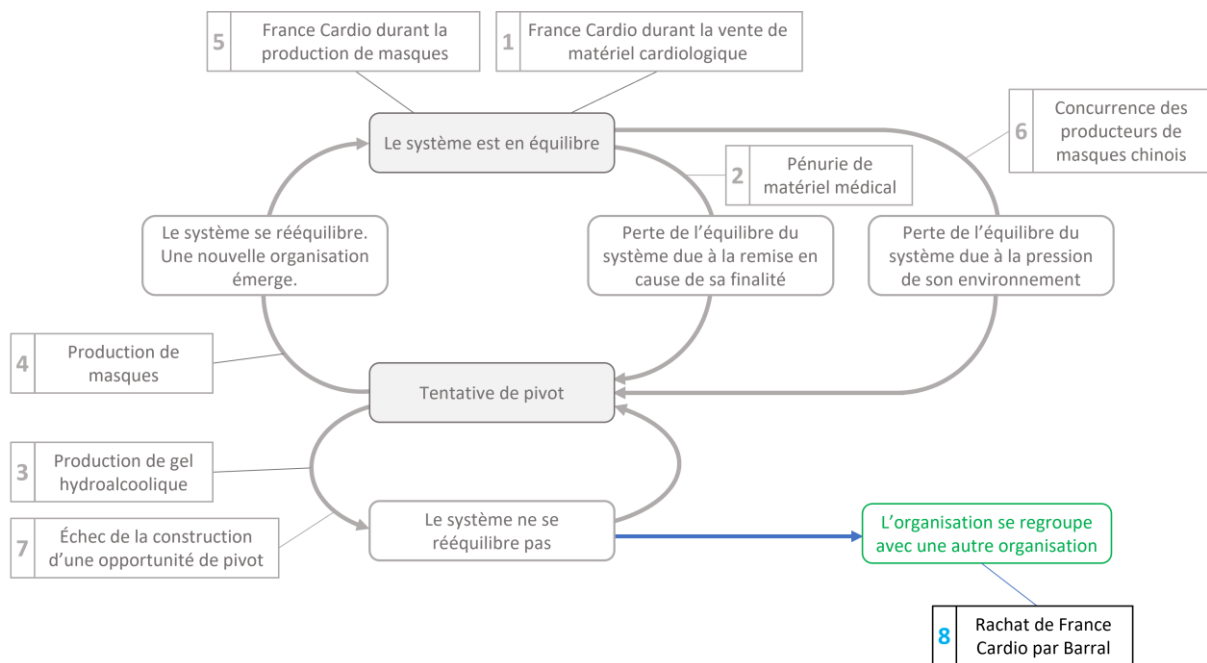 5
France Cardio durant la
production de masques
1
France Cardio durant la vente de
matériel cardiologique
6
Concurrence des
producteurs de
masques chinois
Le système est en équilibre
2
Pénurie de
matériel médical
Le système se rééquilibre.
Une nouvelle organisation
émerge.
Perte de l’équilibre du
système due à la remise en
cause de sa finalité
Perte de l’équilibre du
système due à la pression
de son environnement
4
Production de
masques
Tentative de pivot
3
Production de gel
hydroalcoolique
7
Échec de la construction
d’une opportunité de pivot
Le système ne se
rééquilibre pas
L’organisation se regroupe
avec une autre organisation
8
Rachat de France
Cardio par Barral